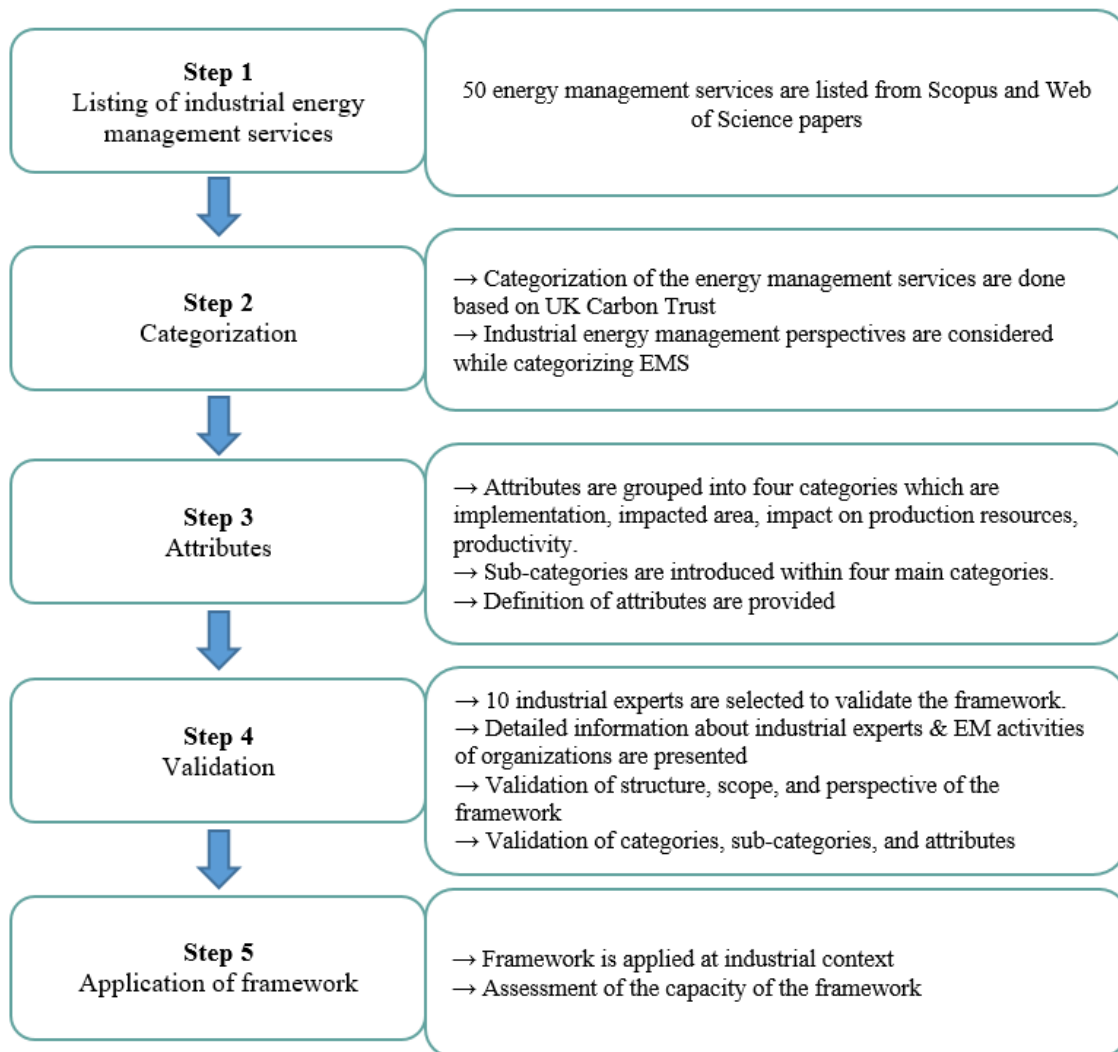 Step 1
Listing of industrial energy
management services
50 energy management services are listed from Scopus and Web
of Science papers
Step 2
Categorization
→ Categorization of the energy management services are done
based on UK Carbon Trust
→ Industrial energy management perspectives are considered
while categorizing EMS
Step 3
Attributes
→ Attributes are grouped into four categories which are
implementation, impacted area, impact on production resources,
productivity.
→ Sub-categories are introduced within four main categories.
→ Definition of attributes are provided
Step 4
Validation
→ 10 industrial experts are selected to validate the framework.
→ Detailed information about industrial experts & EM activities
of organizations are presented
→ Validation of structure, scope, and perspective of the
framework
→ Validation of categories, sub-categories, and attributes
Step 5
Application of framework
→ Framework is applied at industrial context
→ Assessment of the capacity of the framework